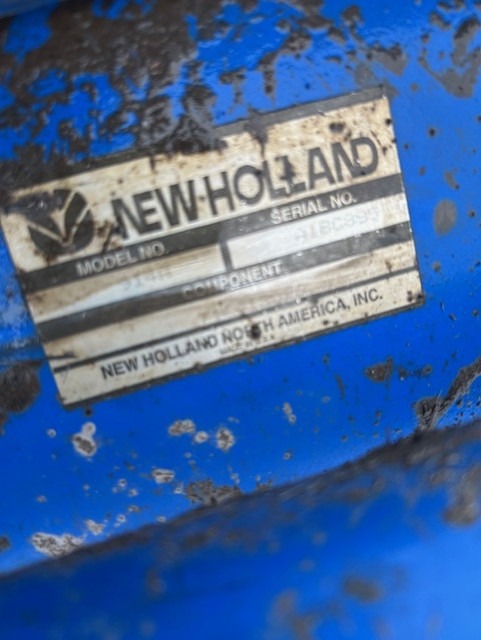 NEW HOLLAND
MODEL NO. SERIAL NO.
COMPONENT
NEW HOLLAND NORTH AMERICA, INC.